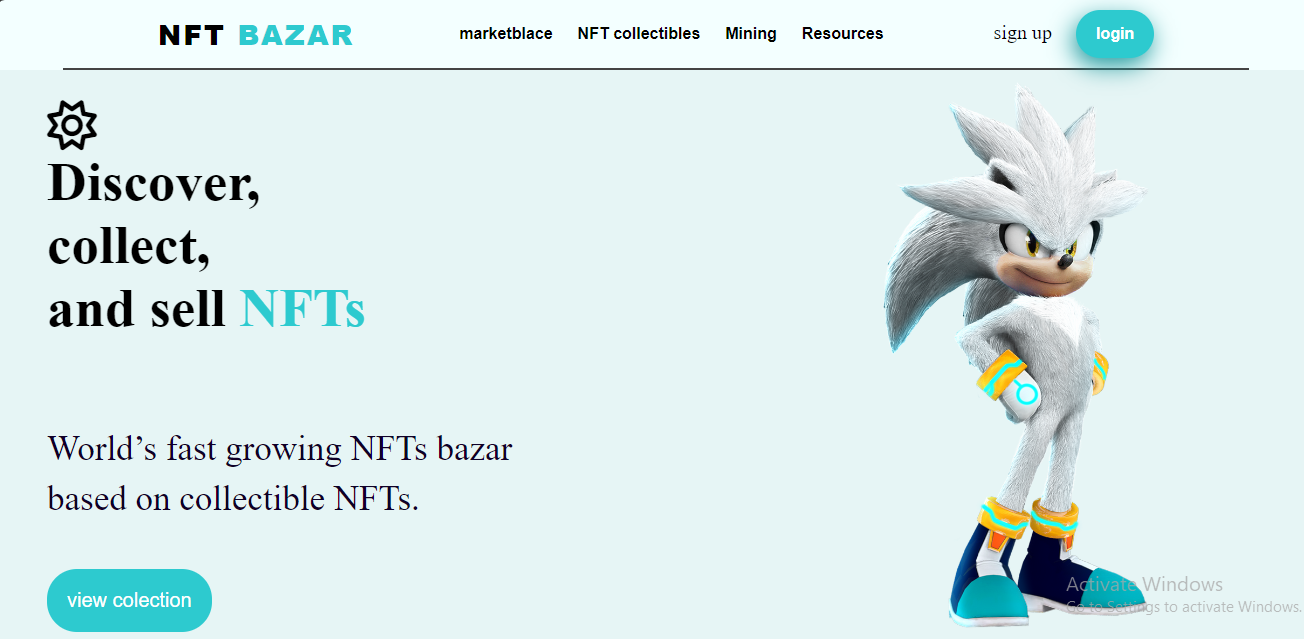 NFT BAZAR
marketblace NFT collectibles Mining Resources
sign up login
Discover,
collect,
and sell NFTs
World’s fast growing NFTs bazar
based on collectible NFTs.
view colection
Activate Windows
Go to Settings to activate Windows.